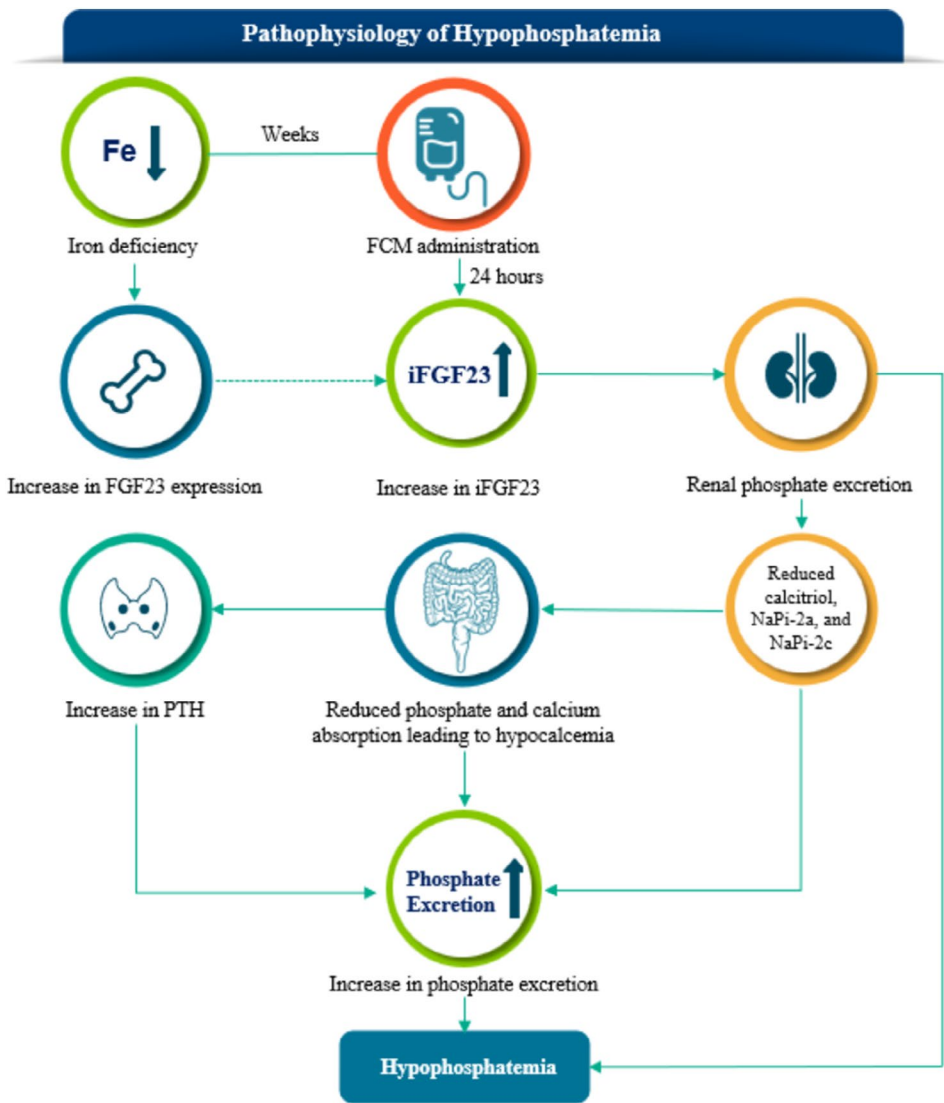 Pathophysiology of Hypophosphatemia
Fe
Weeks
Iron deficiency
FCM administration
24 hours
iFGF23
Increase in FGF23 expression
Increase in iFGF23
Renal phosphate excretion
Reduced
calcitriol,
NaPi-2a, and
NaPi-2c
Increase in PTH
Reduced phosphate and calcium
absorption leading to hypocalcemia
Phosphate
Excretion
Increase in phosphate excretion
Hypophosphatemia